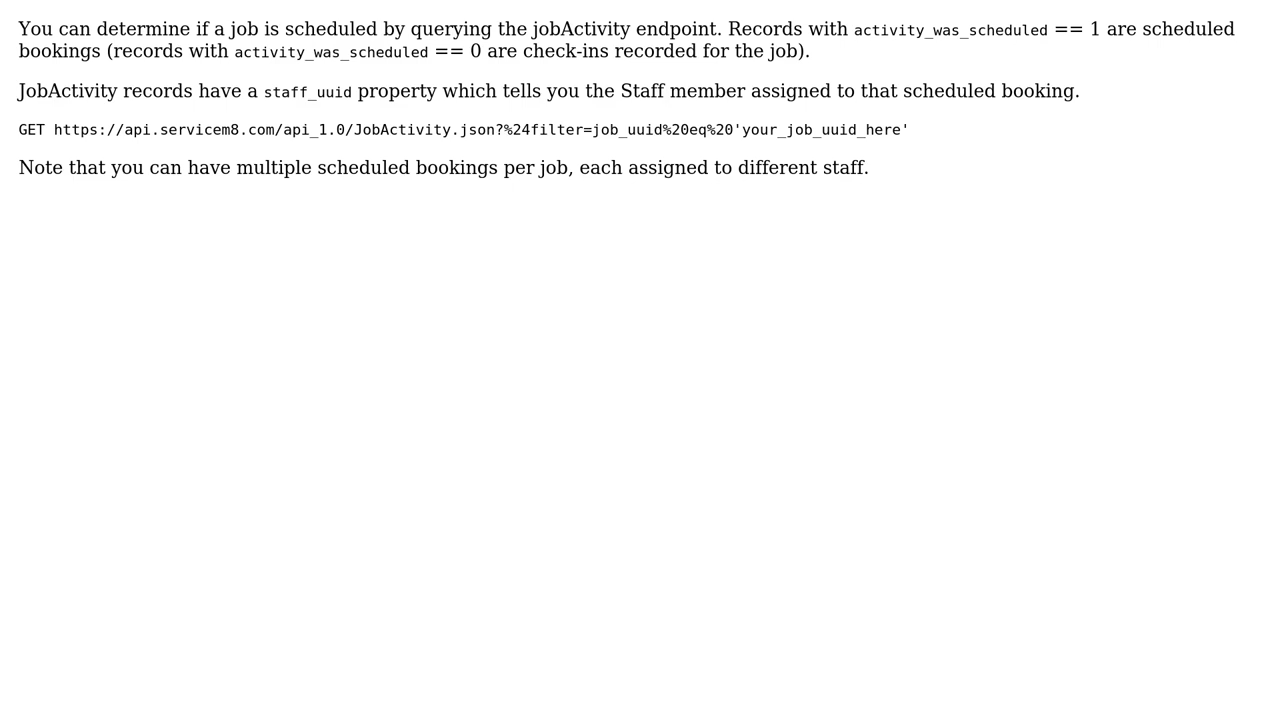 You can determine if a job is scheduled by querying the jobActivity endpoint. Records with activity_was_scheduled == 1 are scheduled
bookings (records with activity_was_scheduled == 0 are check-ins recorded for the job).
JobActivity records have a staff_uuid property which tells you the Staff member assigned to that scheduled booking.
GET https://api.servicem8.com/api_1.0/JobActivity.json?%24filter=job_uuid%20eq%20'your_job_uuid_here'
Note that you can have multiple scheduled bookings per job, each assigned to different staff.